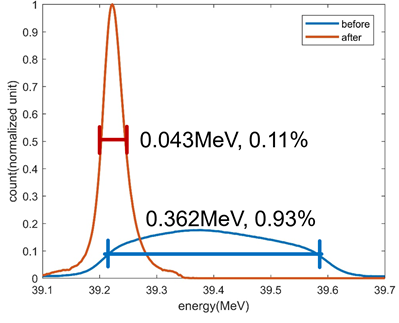 1
before
0.9
after
0.8
0.7
0.6
0.5
0.043MeV, 0.11%
0.4
0.3
0.362MeV, 0.93%
0.2
0.1
0
39.1 39.2 39.3 39.4 39.5 39.6 39.7
energy(MeV)
count(normalized unit)